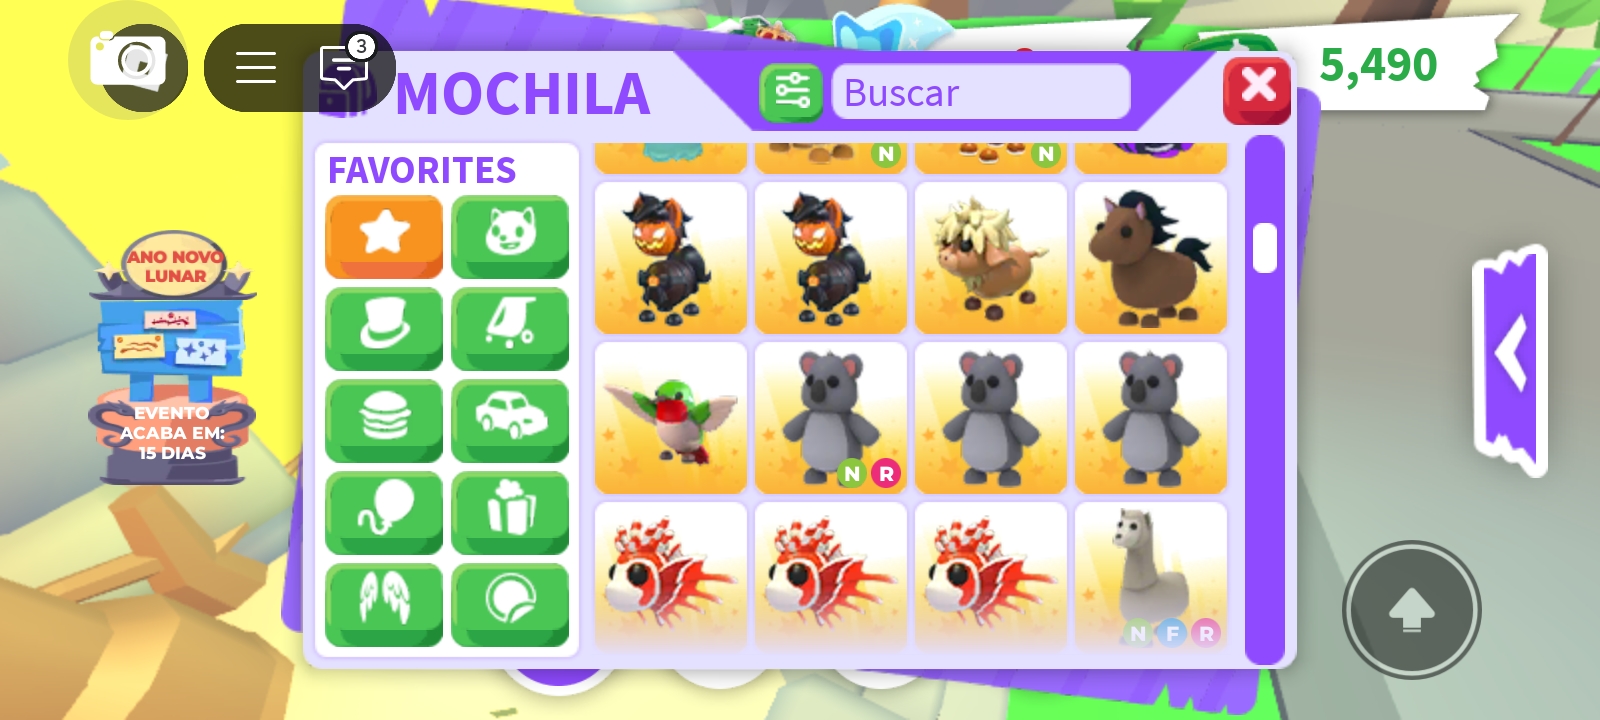 3
MOCHILA
Buscar
5,490
FAVORITES
N
N
ANO NOVO
LUNAR
EVENTO
ACABA EM:
15 DIAS
N R
N F R